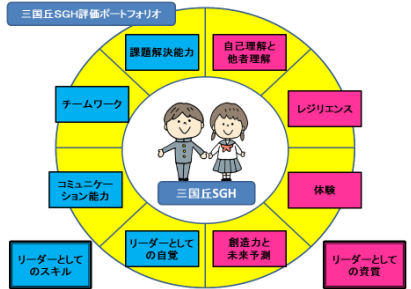 三国丘SGH評価ポートフォリオ
課題解決能力
自己理解と
他者理解
チームワーク
レジリエンス
コミュニケー
ション能力
体験
三国丘SGH
リーダーとして
の自覚
創造力と
未来予測
リーダーとして
のスキル
リーダーとして
の資質